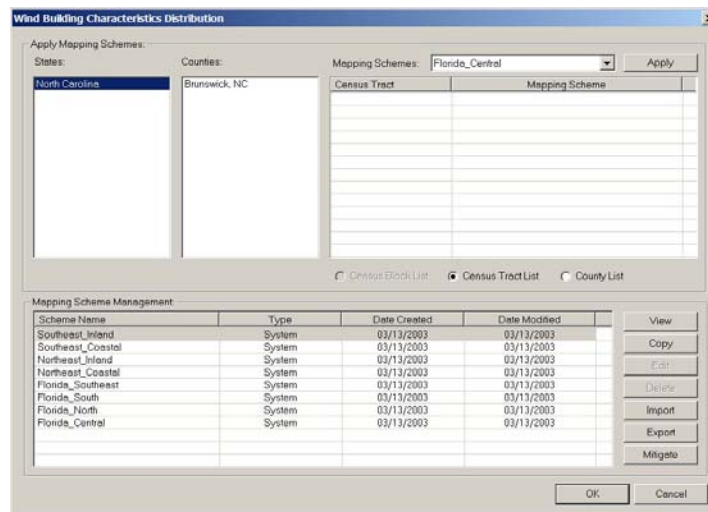 Wind Building Characteristics Distribution
Apply Mapping Schemes:
States: Counties: Mapping Schemes: Florida_Central Apply
North Carolina Brunswick, NC Census Tract Mapping Scheme
Census Block List Census Tract List County List
Mapping Scheme Management:
Scheme Name Type Date Created Date Modified View
Southeast_Inland System 03/13/2003 03/13/2003
Southeast_Coastal System 03/13/2003 03/13/2003 Copy
Northeast_Inland System 03/13/2003 03/13/2003
Northeast_Coastal System 03/13/2003 03/13/2003 Edit
Florida_Southeast System 03/13/2003 03/13/2003 Delete
Florida_South System 03/13/2003 03/13/2003
Florida_North System 03/13/2003 03/13/2003 Import
Florida_Central System 03/13/2003 03/13/2003
Export
Mitigate
OK Cancel